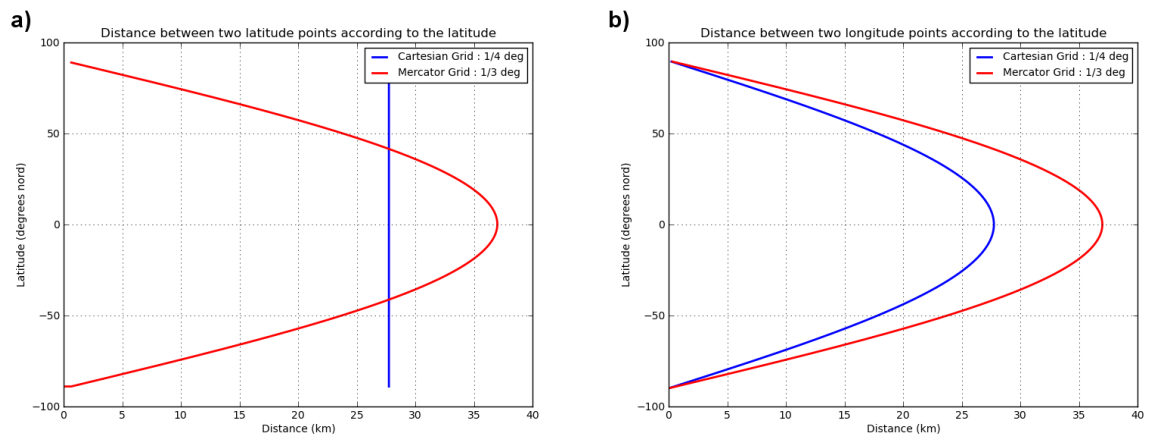 a)
Distance between two latitude points according to the latitude
Cartesian Grid : 1/4 deg
Mercator Grid : 1/3 deg
100
50
0
−50
−100
Latitude (degrees nord)
0 5 10 15 20 25 30 35 40
Distance (km)
b)
Distance between two longitude points according to the latitude
Cartesian Grid : 1/4 deg
Mercator Grid : 1/3 deg
100
50
0
−50
−100
Latitude (degrees nord)
0 5 10 15 20 25 30 35 40
Distance (km)